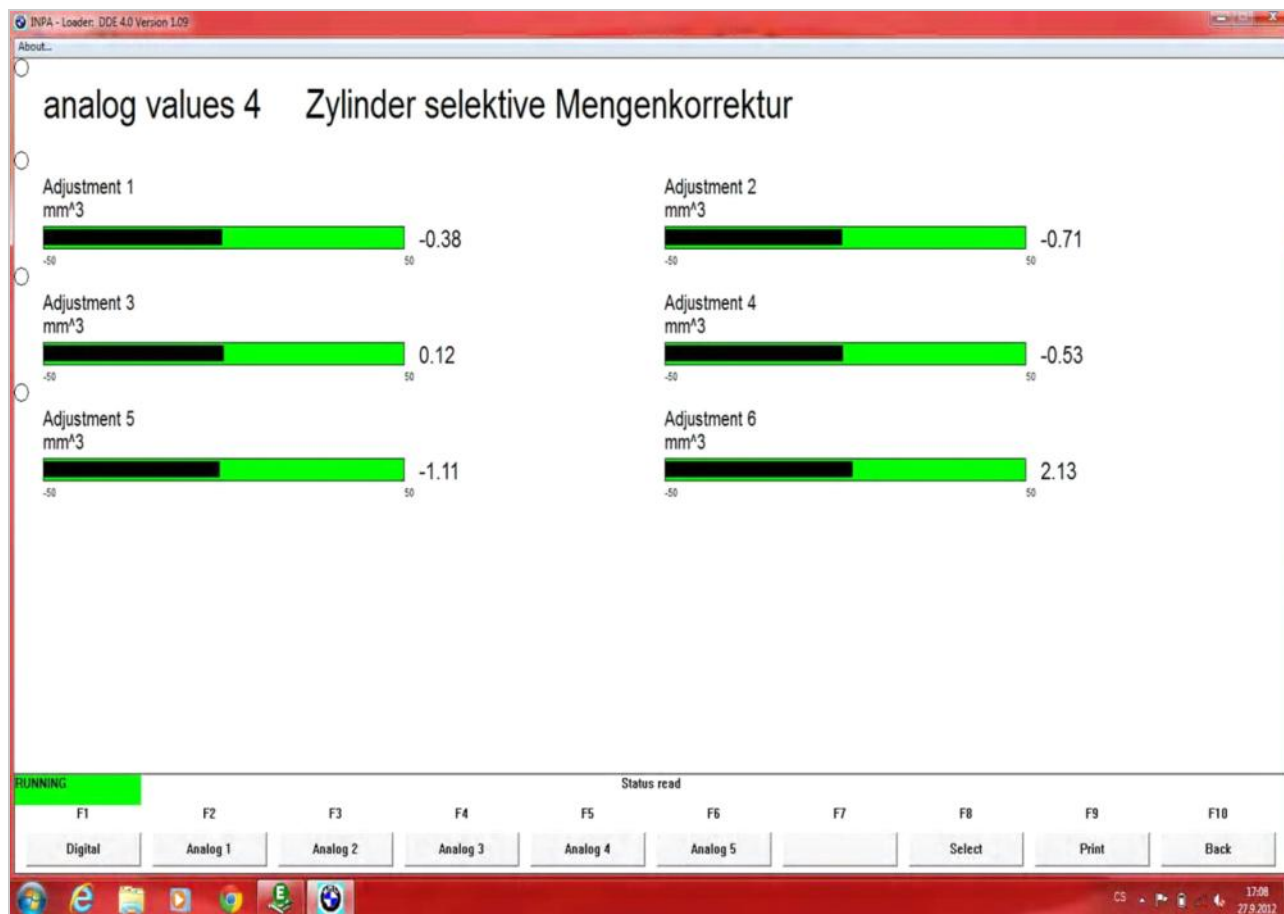 INPA - Loader: DDE 4.0 Version 1.09
About...
analog values 4 Zylinder selektive Mengenkorrektur
Adjustment 1 Adjustment 2
mm^3 mm^3
-0.38 -0.71
-50 50 -50 50
Adjustment 3 Adjustment 4
mm^3 mm^3
0.12 -0.53
-50 50 -50 50
Adjustment 5 Adjustment 6
mm^3 mm^3
-1.11 2.13
-50 50 -50 50
RUNNING Status read
F1 F2 F3 F4 F5 F6 F7 F8 F9 F10
Digital Analog 1 Analog 2 Analog 3 Analog 4 Analog 5 Select Print Back
CS 17:08
27.9.2012